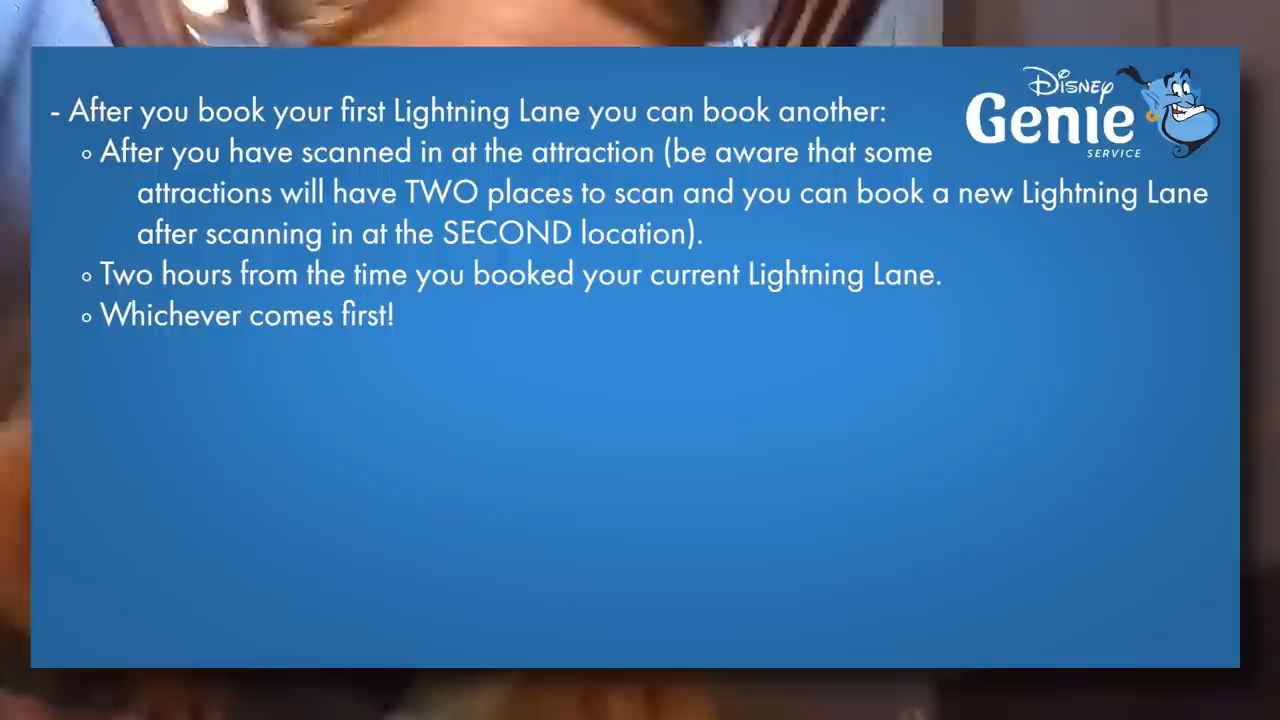 Disney
Genie
SERVICE
- After you book your first Lightning Lane you can book another:
◦ After you have scanned in at the attraction (be aware that some
attractions will have TWO places to scan and you can book a new Lightning Lane
after scanning in at the SECOND location).
◦ Two hours from the time you booked your current Lightning Lane.
◦ Whichever comes first!